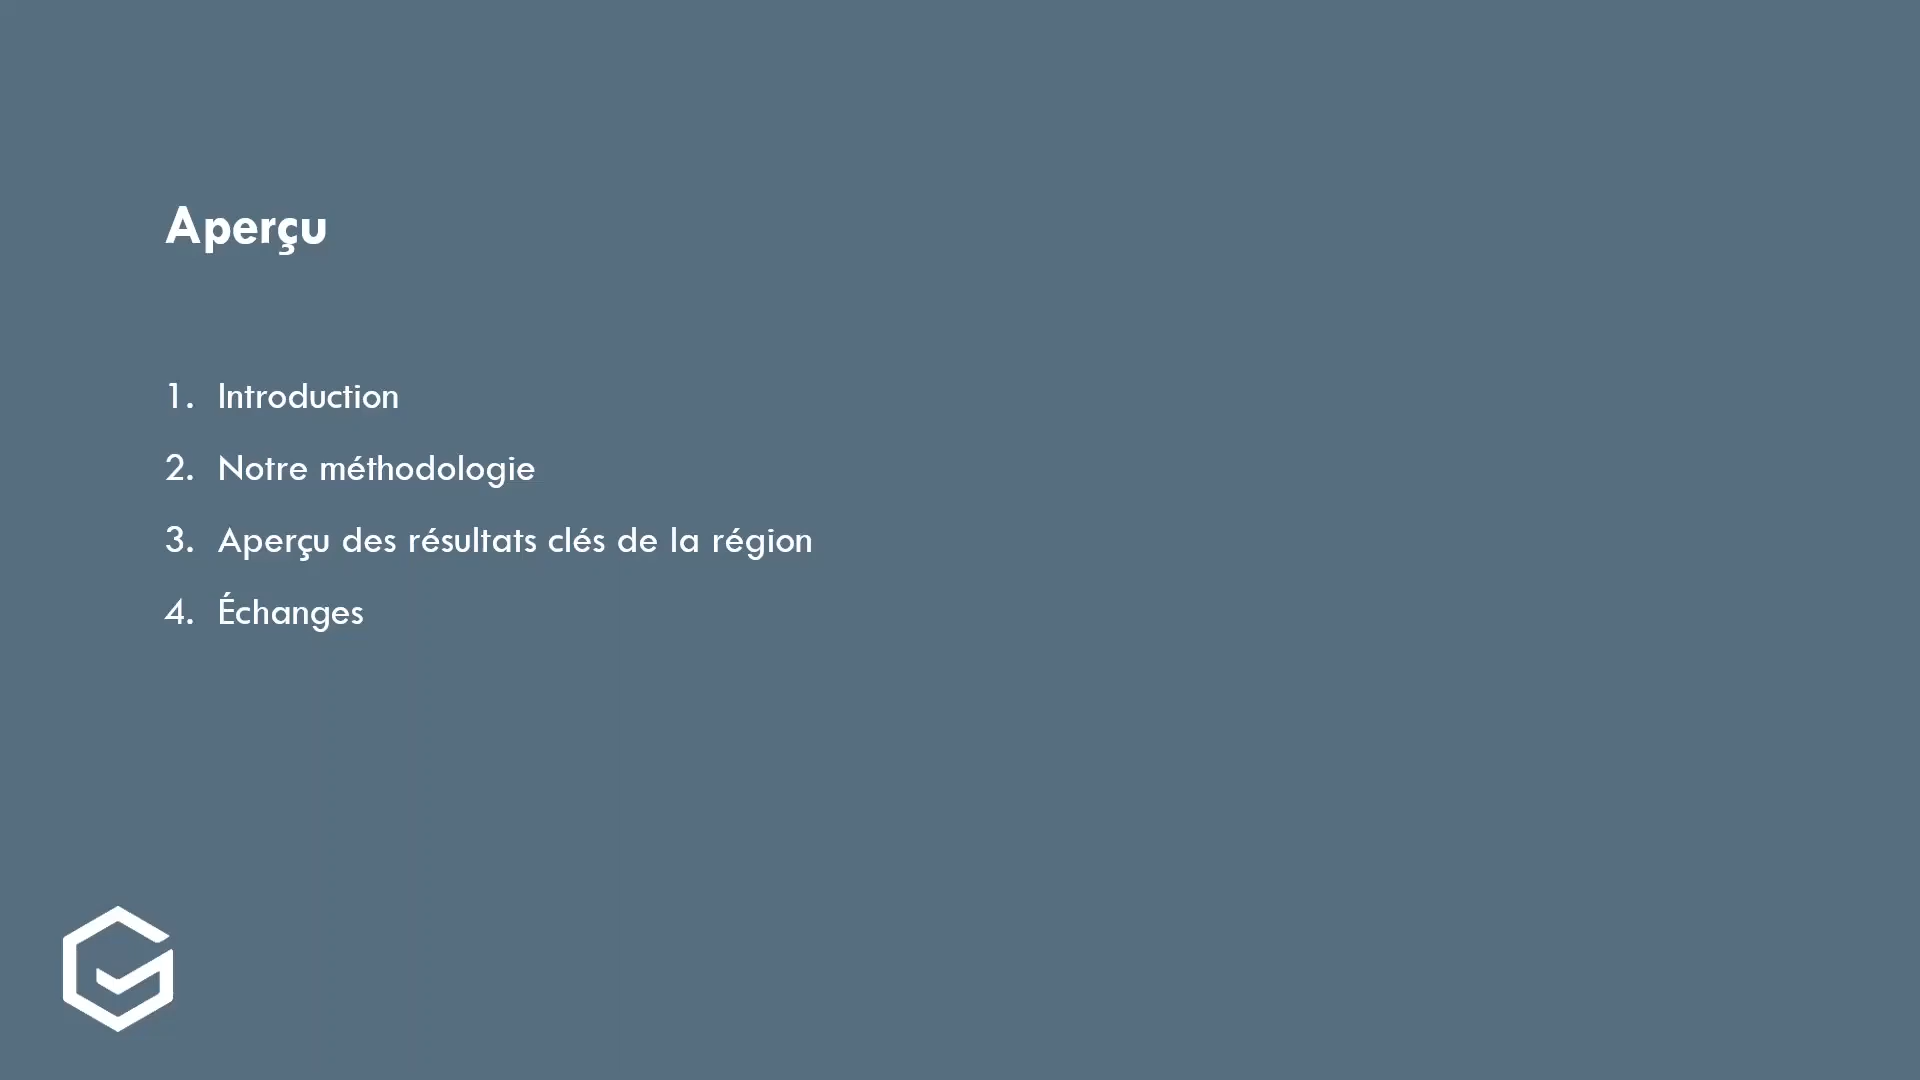 Aperçu
1. Introduction
2. Notre méthodologie
3. Aperçu des résultats clés de la région
4. Échanges